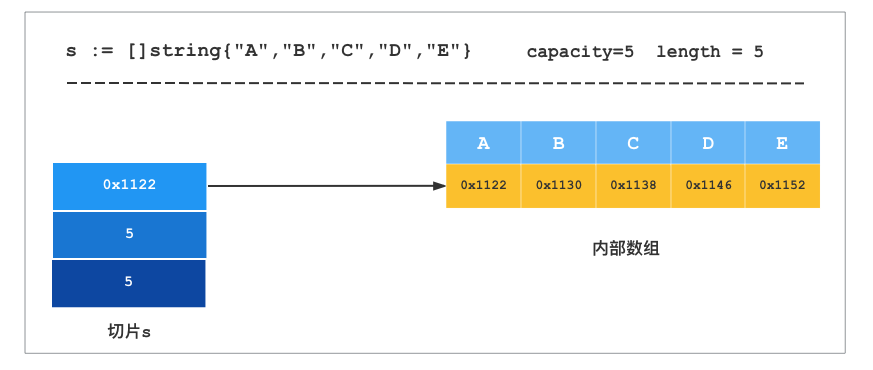 s := []string{"A","B","C","D","E"} capacity=5 length = 5
A B C D E
0x1122 0x1130 0x1138 0x1146 0x1152
0x1122
5
5
内部数组
切片s